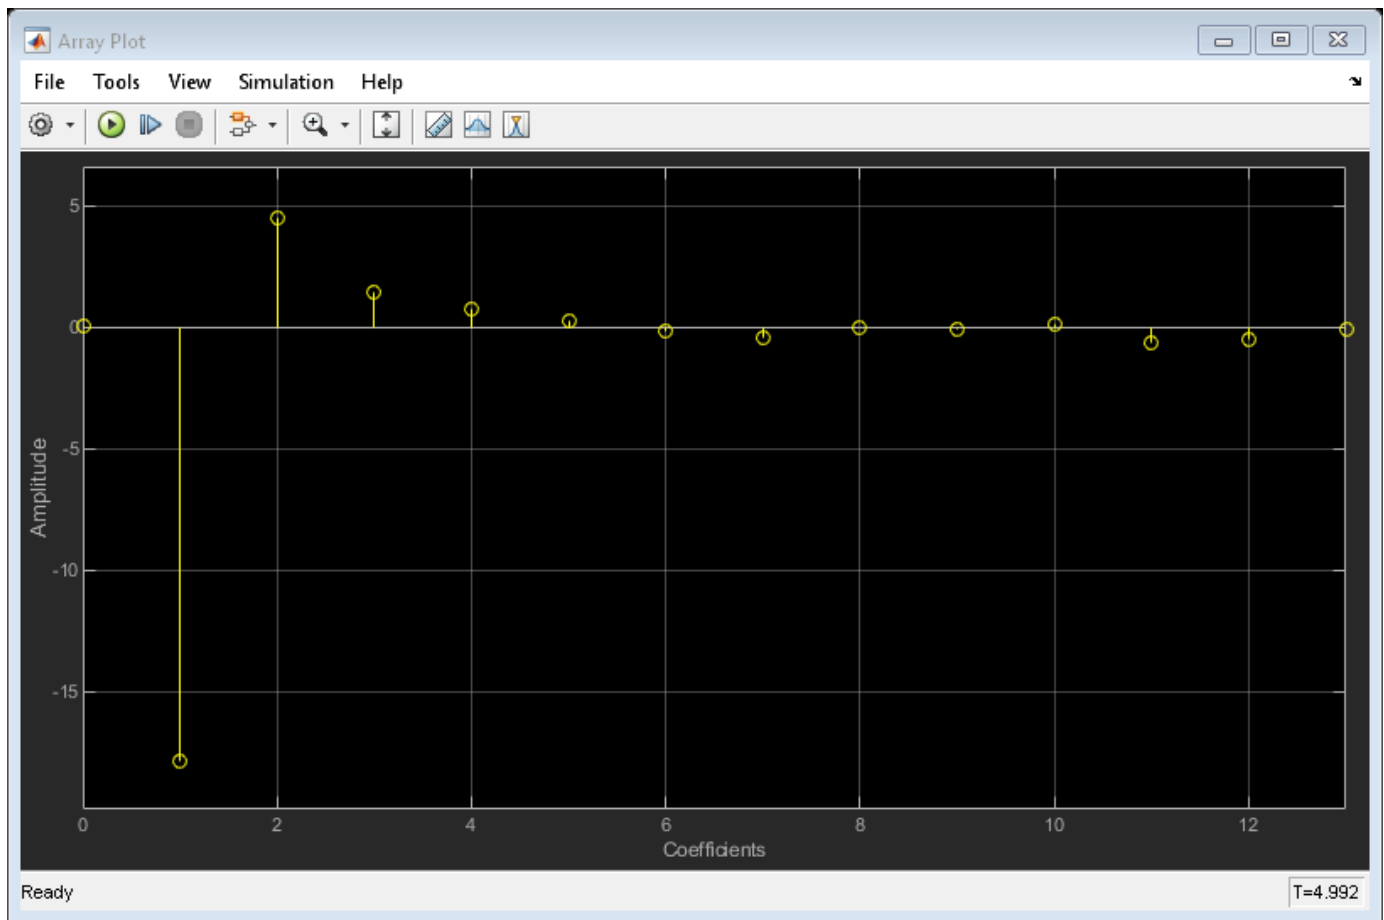 Array Plot
File Tools View Simulation Help
5
0
-5
-10
-15
Amplitude
0 2 4 6 8 10 12
Coefficients
Ready T=4.992